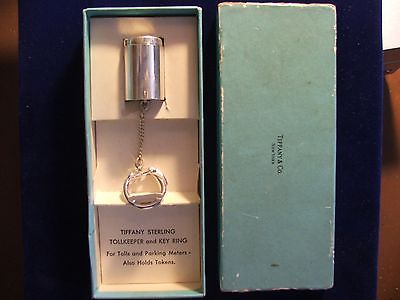 TIFFANY STERLING
TOLLKEEPER and KEY RING
For Tolls and Parking Meters -
Also Holds Tokens.
TIFFANY & CO.
NEW YORK